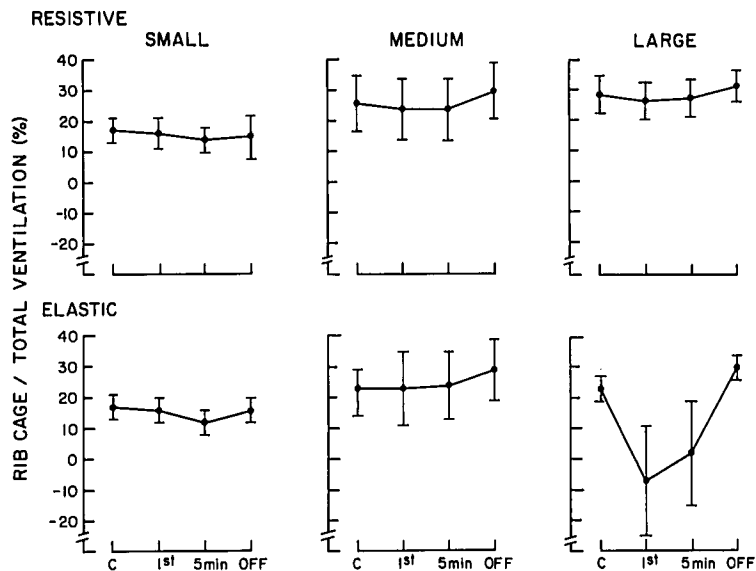 RESISTIVE
SMALL MEDIUM LARGE
RIB CAGE / TOTAL VENTILATION (%)
40
30
20
10
0
-10
-20
ELASTIC
40
30
20
10
0
-10
-20
C 1st 5min OFF C 1st 5min OFF C 1st 5min OFF